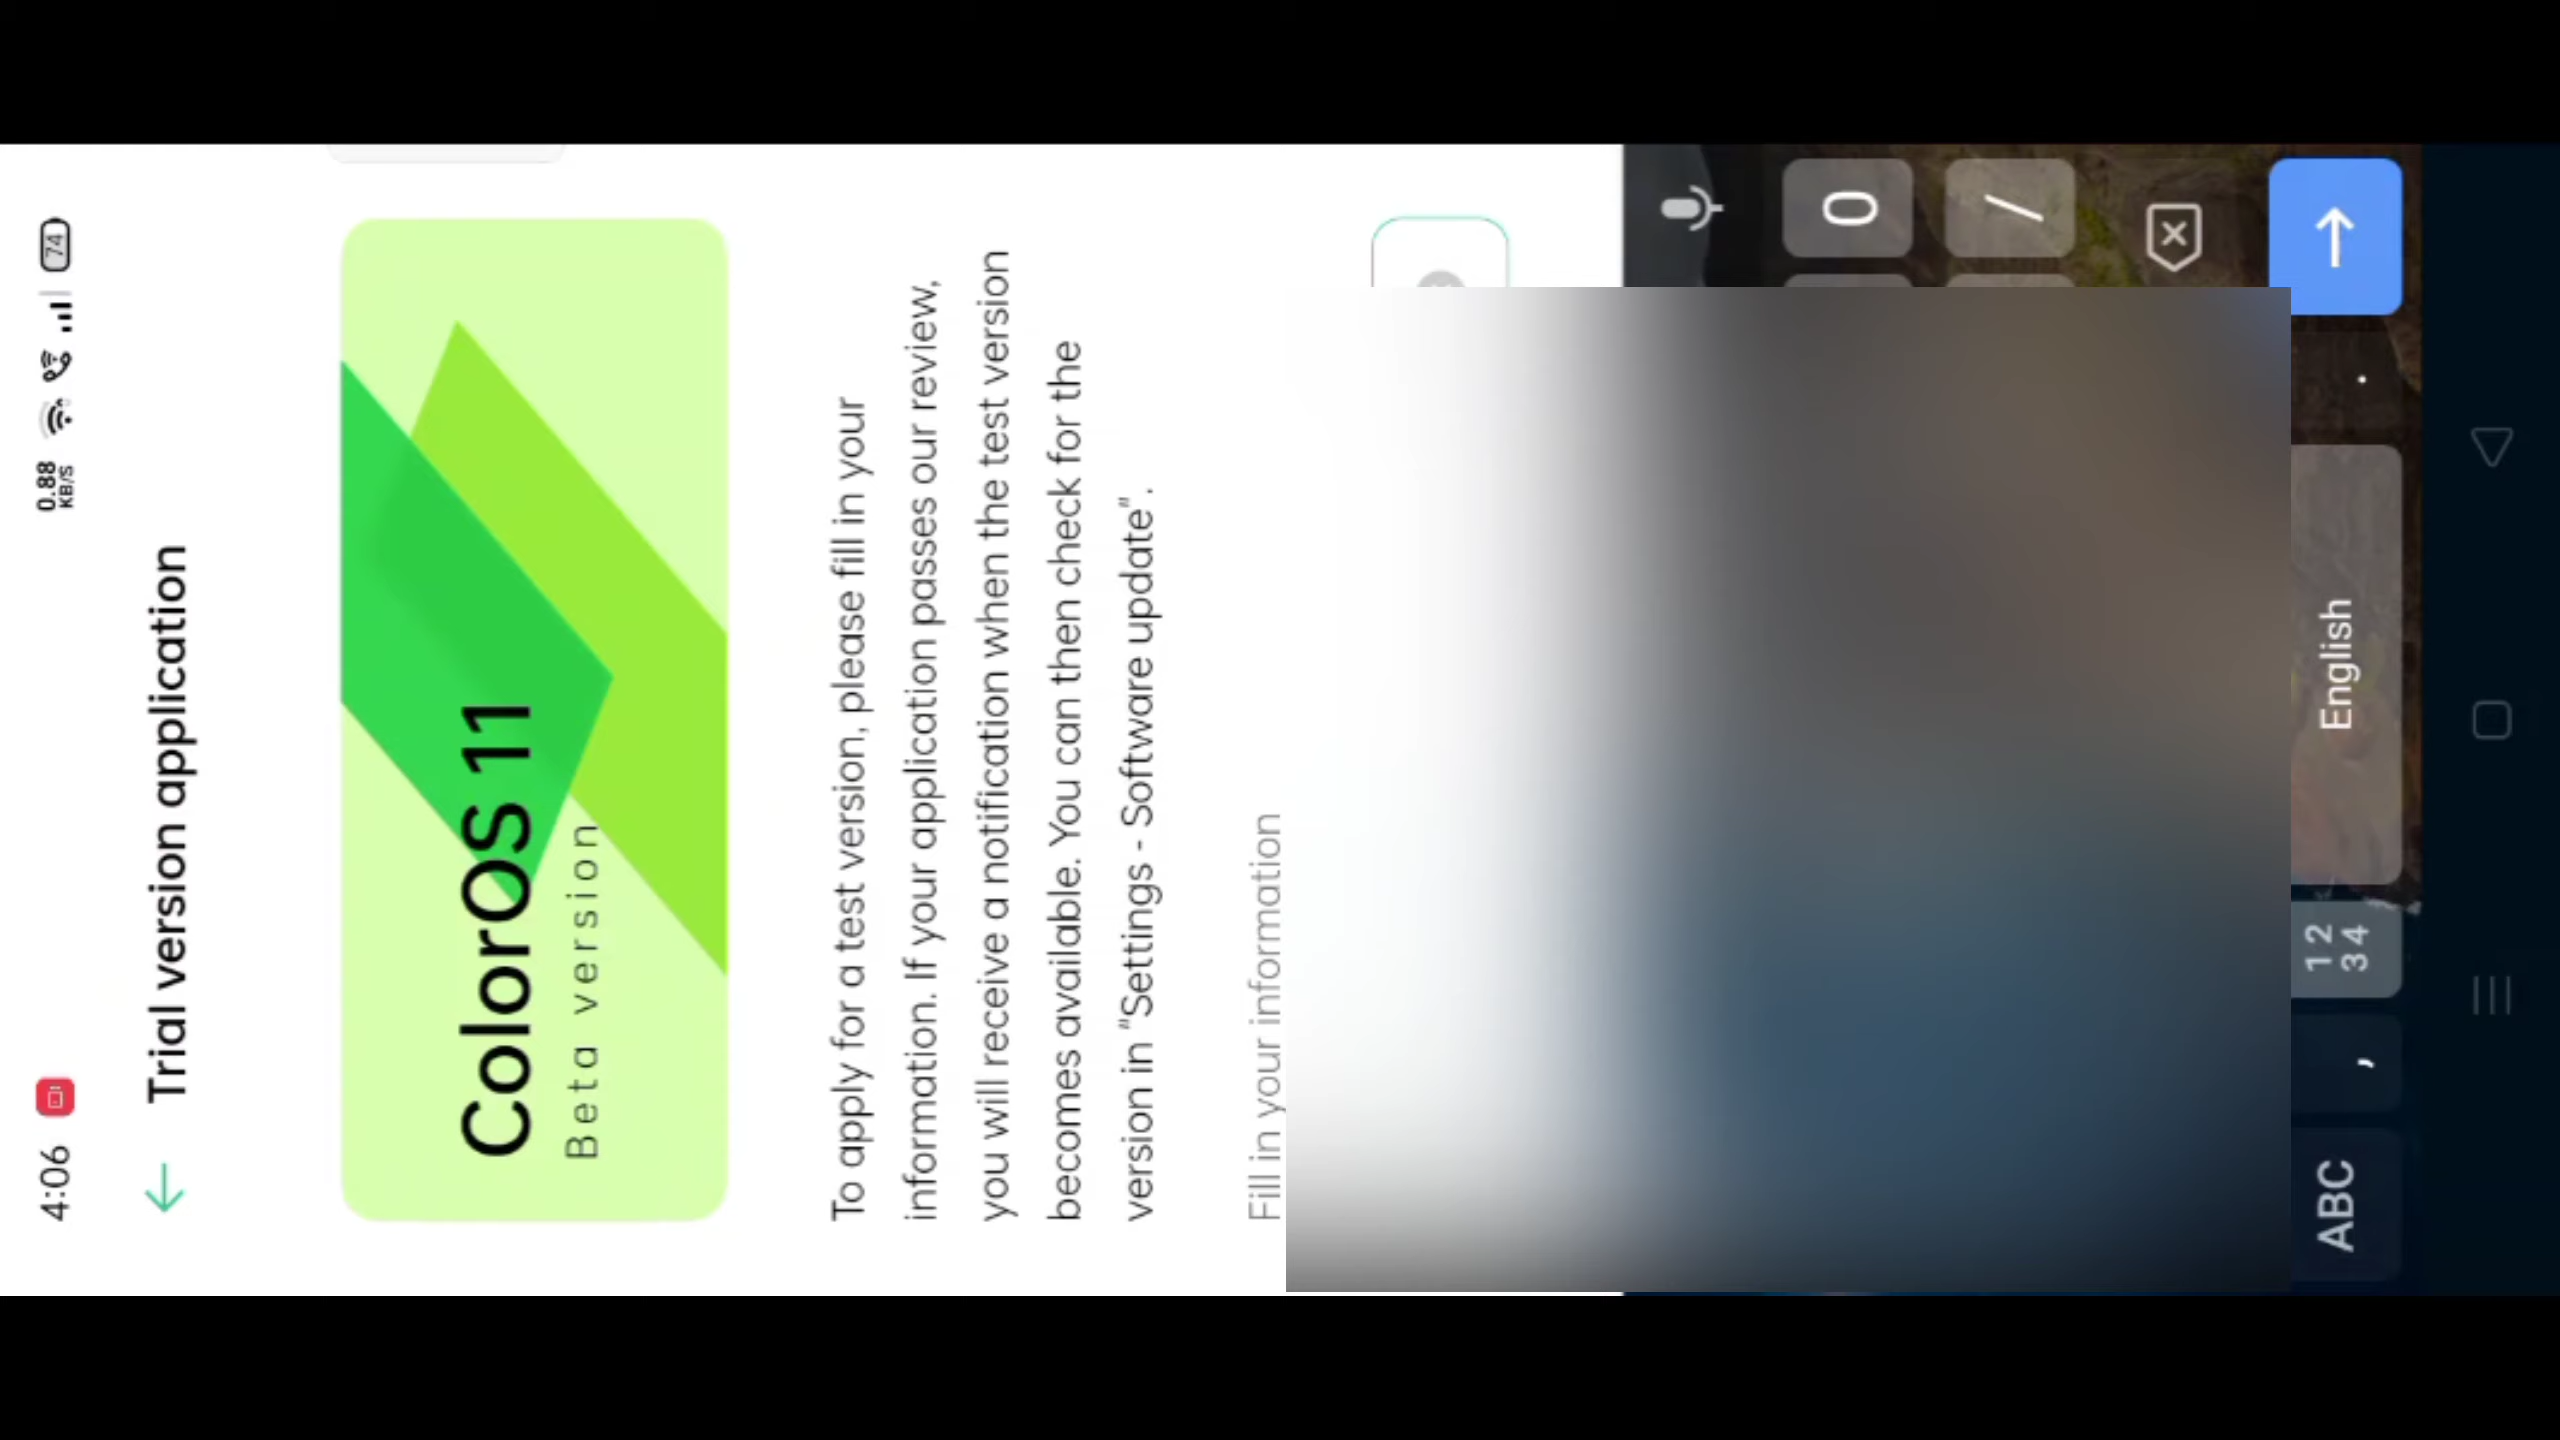 4:06
0.88
KB/S
74
Trial version application
ColorOS 11
Beta version
To apply for a test version, please fill in your
information. If your application passes our review,
you will receive a notification when the test version
becomes available. You can then check for the
version in "Settings - Software update".
Fill in your information
0
/
ABC
,
1 2
3 4
English
.